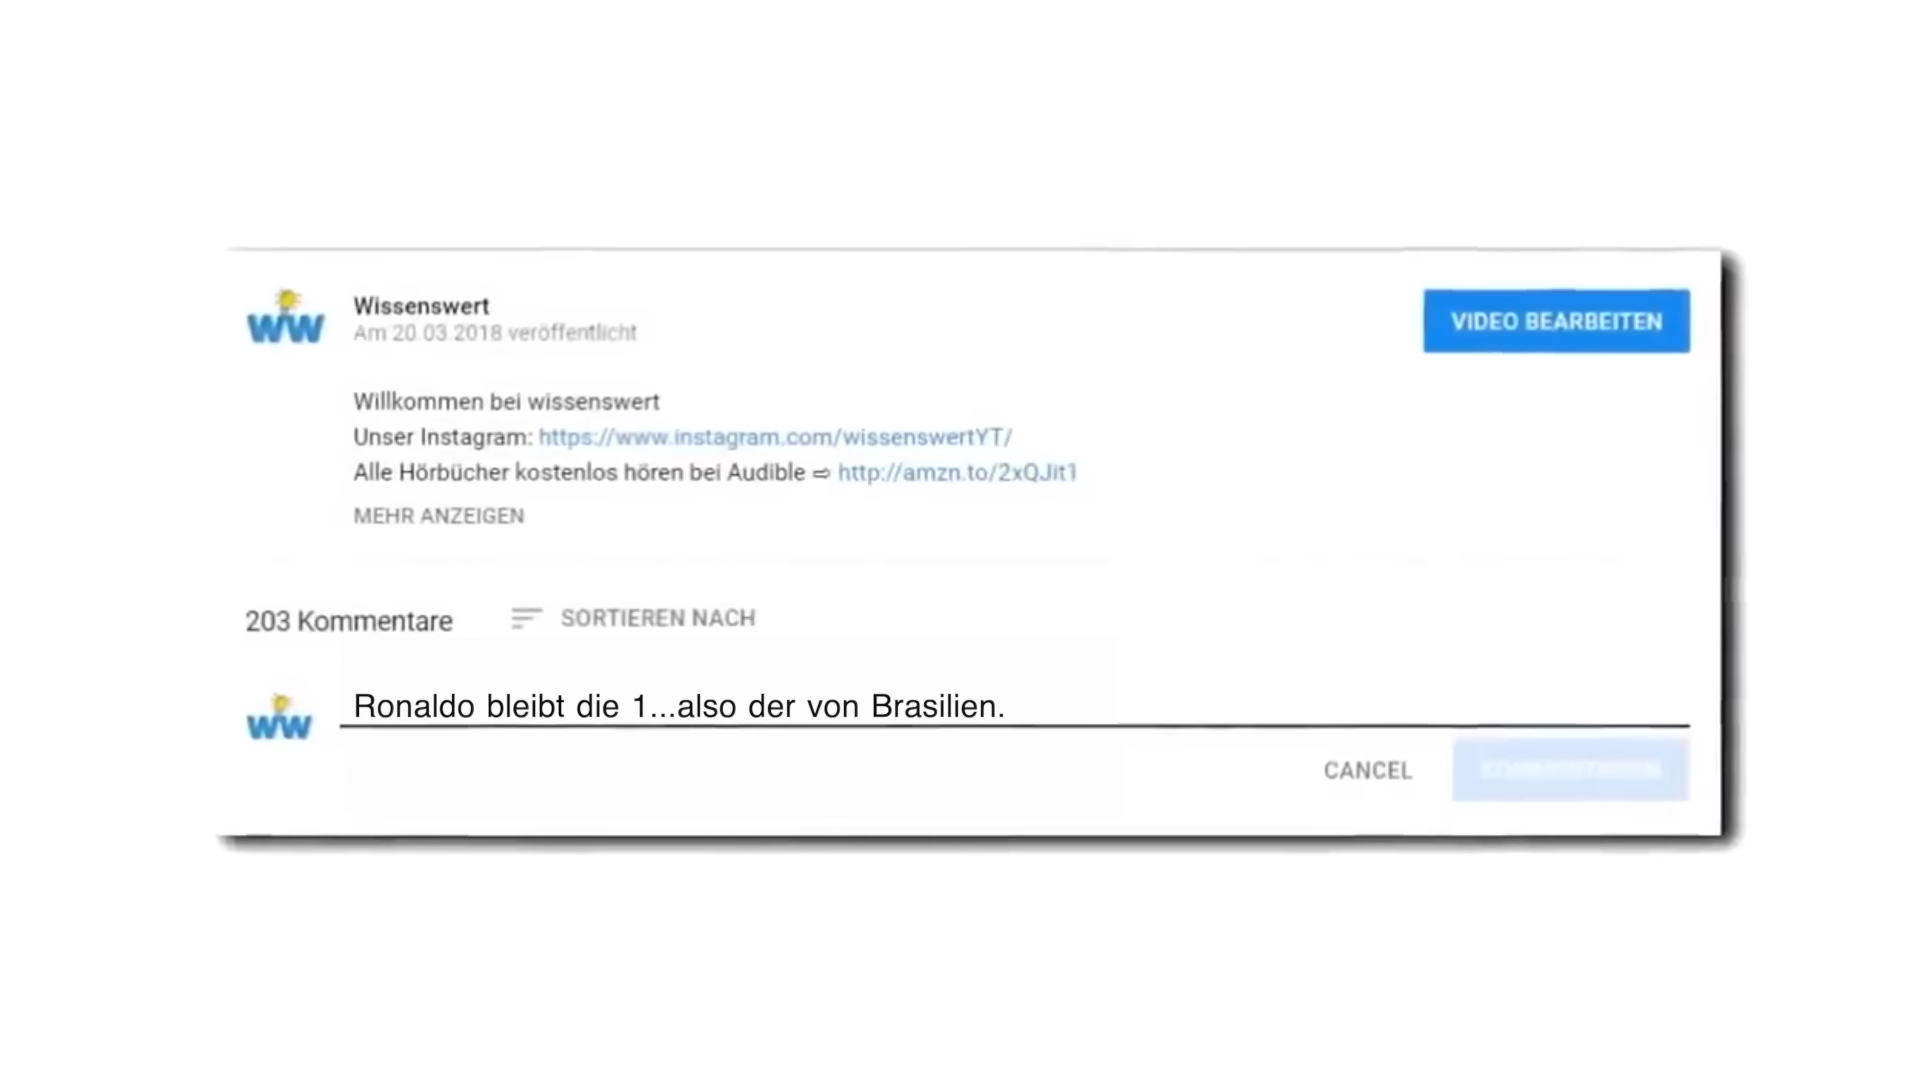 WW
Wissenswert
Am 20.03.2018 veröffentlicht
VIDEO BEARBEITEN
Willkommen bei wissenswert
Unser Instagram: https://www.instagram.com/wissenswertYT/
Alle Hörbücher kostenlos hören bei Audible ⇨ http://amzn.to/2xQJit1
MEHR ANZEIGEN
203 Kommentare
SORTIEREN NACH
WW
Ronaldo bleibt die 1...also der von Brasilien.
CANCEL